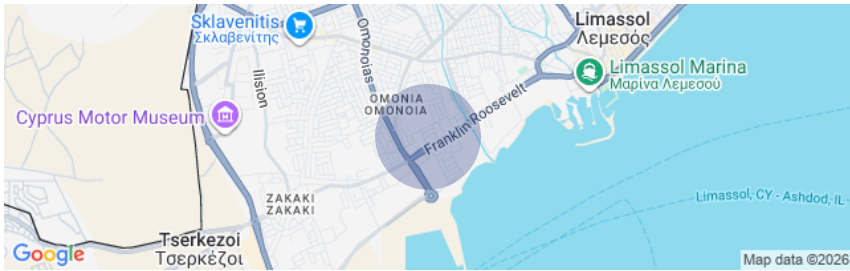 Sklavenitis
Σκλαβενίτης
Omonoias
Limassol
Λεμεσός
Ilision
Limassol Marina
Μαρίνα Λεμεσού
OMONIA
ΟΜΟΝΟΙΑ
Franklin Roosevelt
Cyprus Motor Museum
ZAKAKI
ΖΑΚΑΚΙ
Limassol, CY - Ashdod, IL
Tserkezoi
Τσερκέζοι
Google
Map data ©2026